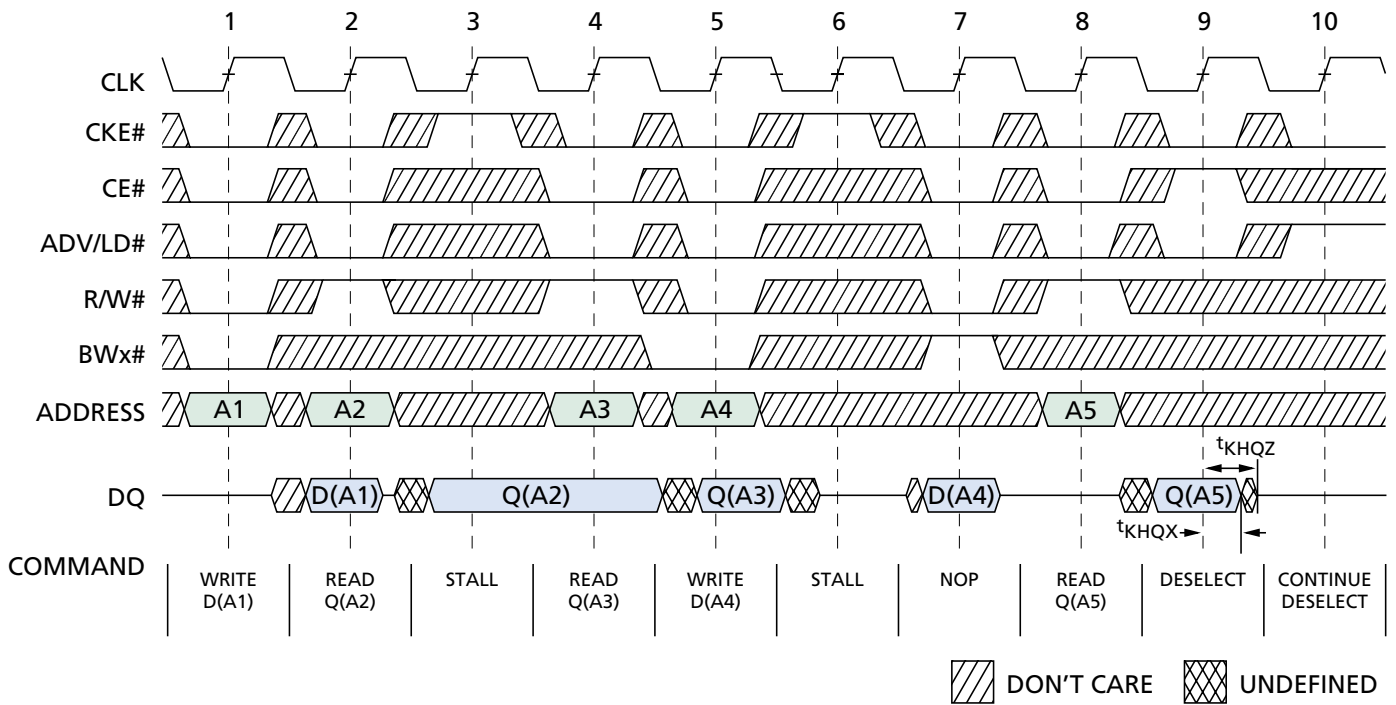 1 2 3 4 5 6 7 8 9 10
CLK
CKE#
CE#
ADV/LD#
R/W#
BWx#
ADDRESS A1 A2 A3 A4 A5
tKHQZ
DQ D(A1) Q(A2) Q(A3) D(A4) Q(A5)
tKHQX
COMMAND
WRITE READ STALL READ WRITE STALL NOP READ DESELECT CONTINUE
D(A1) Q(A2) Q(A3) D(A4) Q(A5) DESELECT
DON'T CARE UNDEFINED